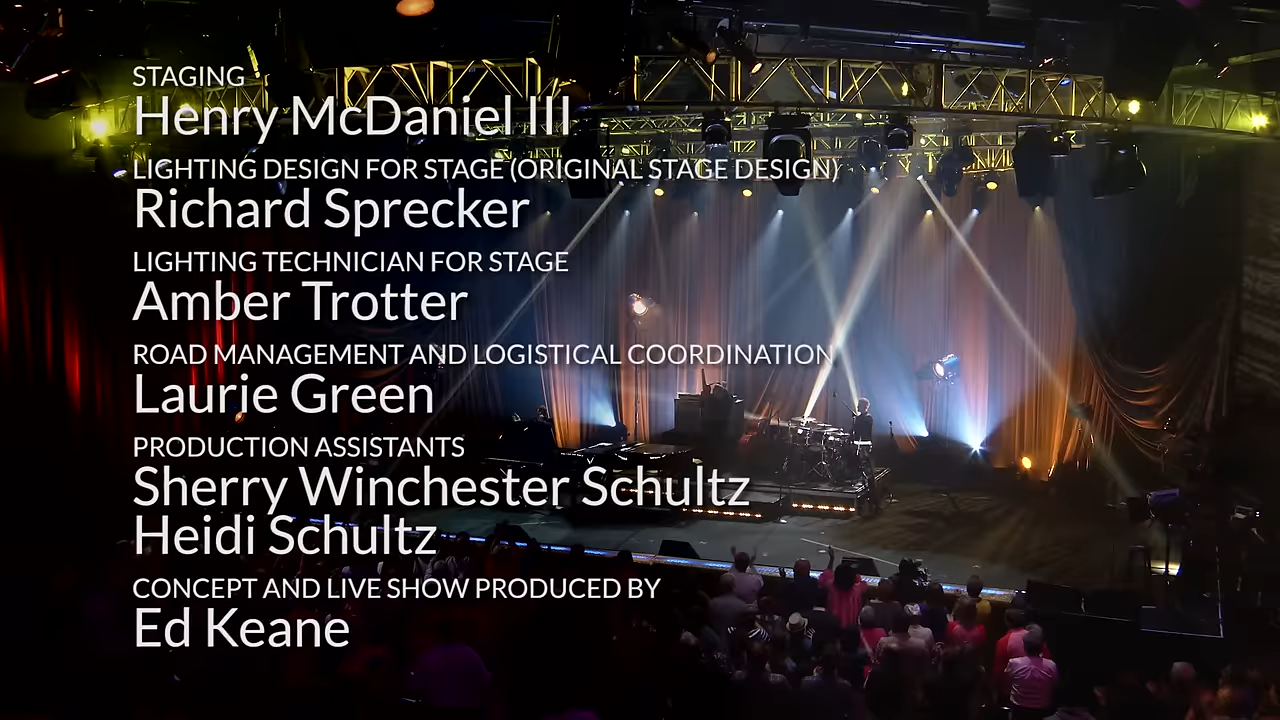 STAGING
Henry McDaniel III
LIGHTING DESIGN FOR STAGE (ORIGINAL STAGE DESIGN)
Richard Sprecker
LIGHTING TECHNICIAN FOR STAGE
Amber Trotter
ROAD MANAGEMENT AND LOGISTICAL COORDINATION
Laurie Green
PRODUCTION ASSISTANTS
Sherry Winchester Schultz
Heidi Schultz
CONCEPT AND LIVE SHOW PRODUCED BY
Ed Keane